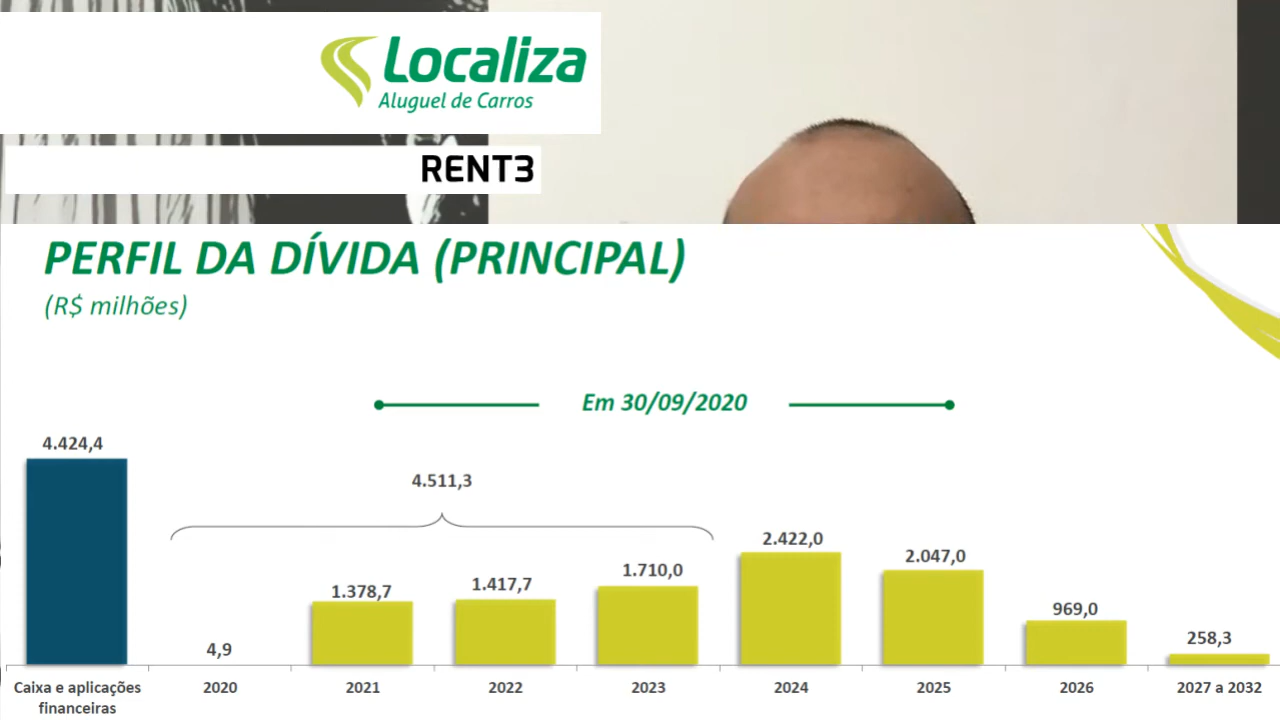 Localiza
Aluguel de Carros
RENT3
PERFIL DA DÍVIDA (PRINCIPAL)
(R$ milhões)
Em 30/09/2020
4.424,4
4.511,3
4,9
1.378,7
1.417,7
1.710,0
2.422,0
2.047,0
969,0
258,3
Caixa e aplicações
financeiras
2020
2021
2022
2023
2024
2025
2026
2027 a 2032